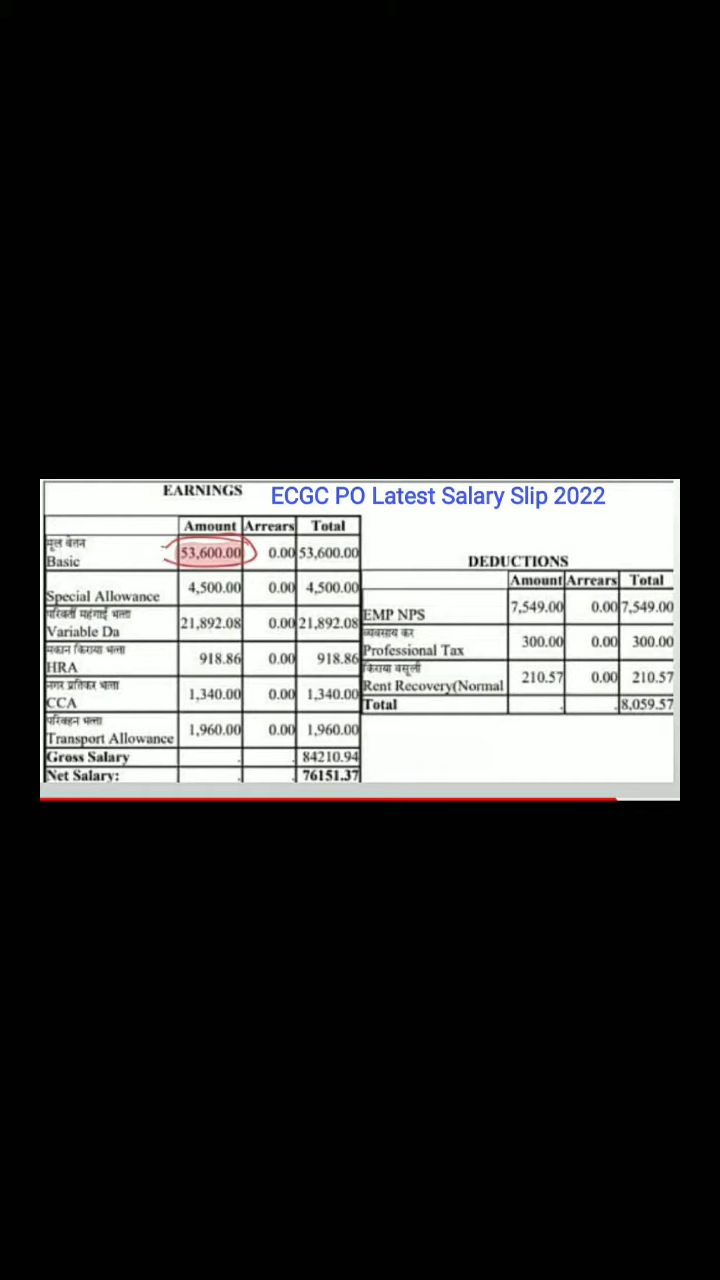 EARNINGS
ECGC PO Latest Salary Slip 2022
Amount Arrears Total
मूल वेतन
Basic 53,600.00 0.00 53,600.00
Special Allowance 4,500.00 0.00 4,500.00
परिवर्ती महंगाई भत्ता
Variable Da 21,892.08 0.00 21,892.08
मकान किराया भत्ता
HRA 918.86 0.00 918.86
नगर प्रतिकर भत्ता
CCA 1,340.00 0.00 1,340.00
परिवहन भत्ता
Transport Allowance 1,960.00 0.00 1,960.00
Gross Salary . . 84210.94
Net Salary: . . 76151.37
DEDUCTIONS
Amount Arrears Total
EMP NPS 7,549.00 0.00 7,549.00
व्यवसाय कर
Professional Tax 300.00 0.00 300.00
किराया वसूली
Rent Recovery(Normal 210.57 0.00 210.57
Total . . 8,059.57